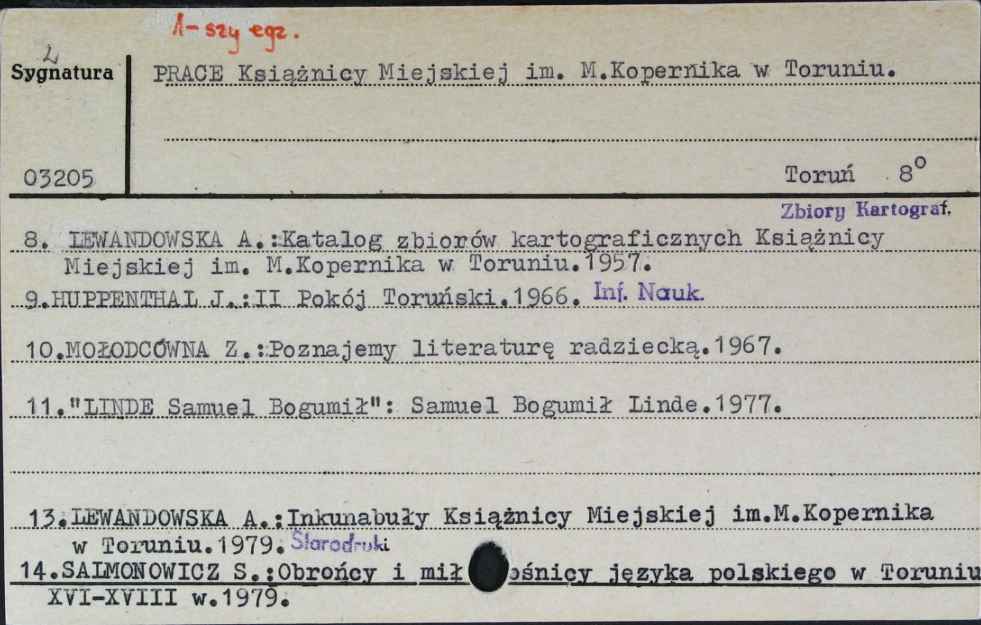 1-szy egz.
Sygnatura
PRACE Książnicy Miejskiej im. M.Kopernika w Toruniu.
03205
Toruń 8°
Zbiory Kartograf.
8. LEWANDOWSKA A.:Katalog zbiorów kartograficznych Książnicy
Miejskiej im. M.Kopernika w Toruniu.1957.
9.HUPPENTHAL J.:II Pokój Toruński.1966. Inf. Nauk.
10.MOŁODCÓWNA Z.:Poznajemy literaturę radziecką.1967.
11."LINDE Samuel Bogumił": Samuel Bogumił Linde.1977.
13.LEWANDOWSKA A.:Inkunabuły Książnicy Miejskiej im.M.Kopernika
w Toruniu.1979. Starodruki
14.SALMONOWICZ S.:Obrońcy i mił ośnicy języka polskiego w Toruniu
XVI-XVIII w.1979.